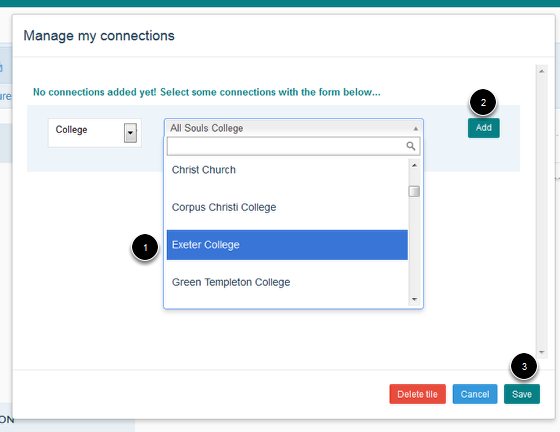 Manage my connections
ure
No connections added yet! Select some connections with the form below...
2
College
All Souls College
Add
Christ Church
Corpus Christi College
1
Exeter College
Green Templeton College
3
Delete tile
Cancel
Save
ON